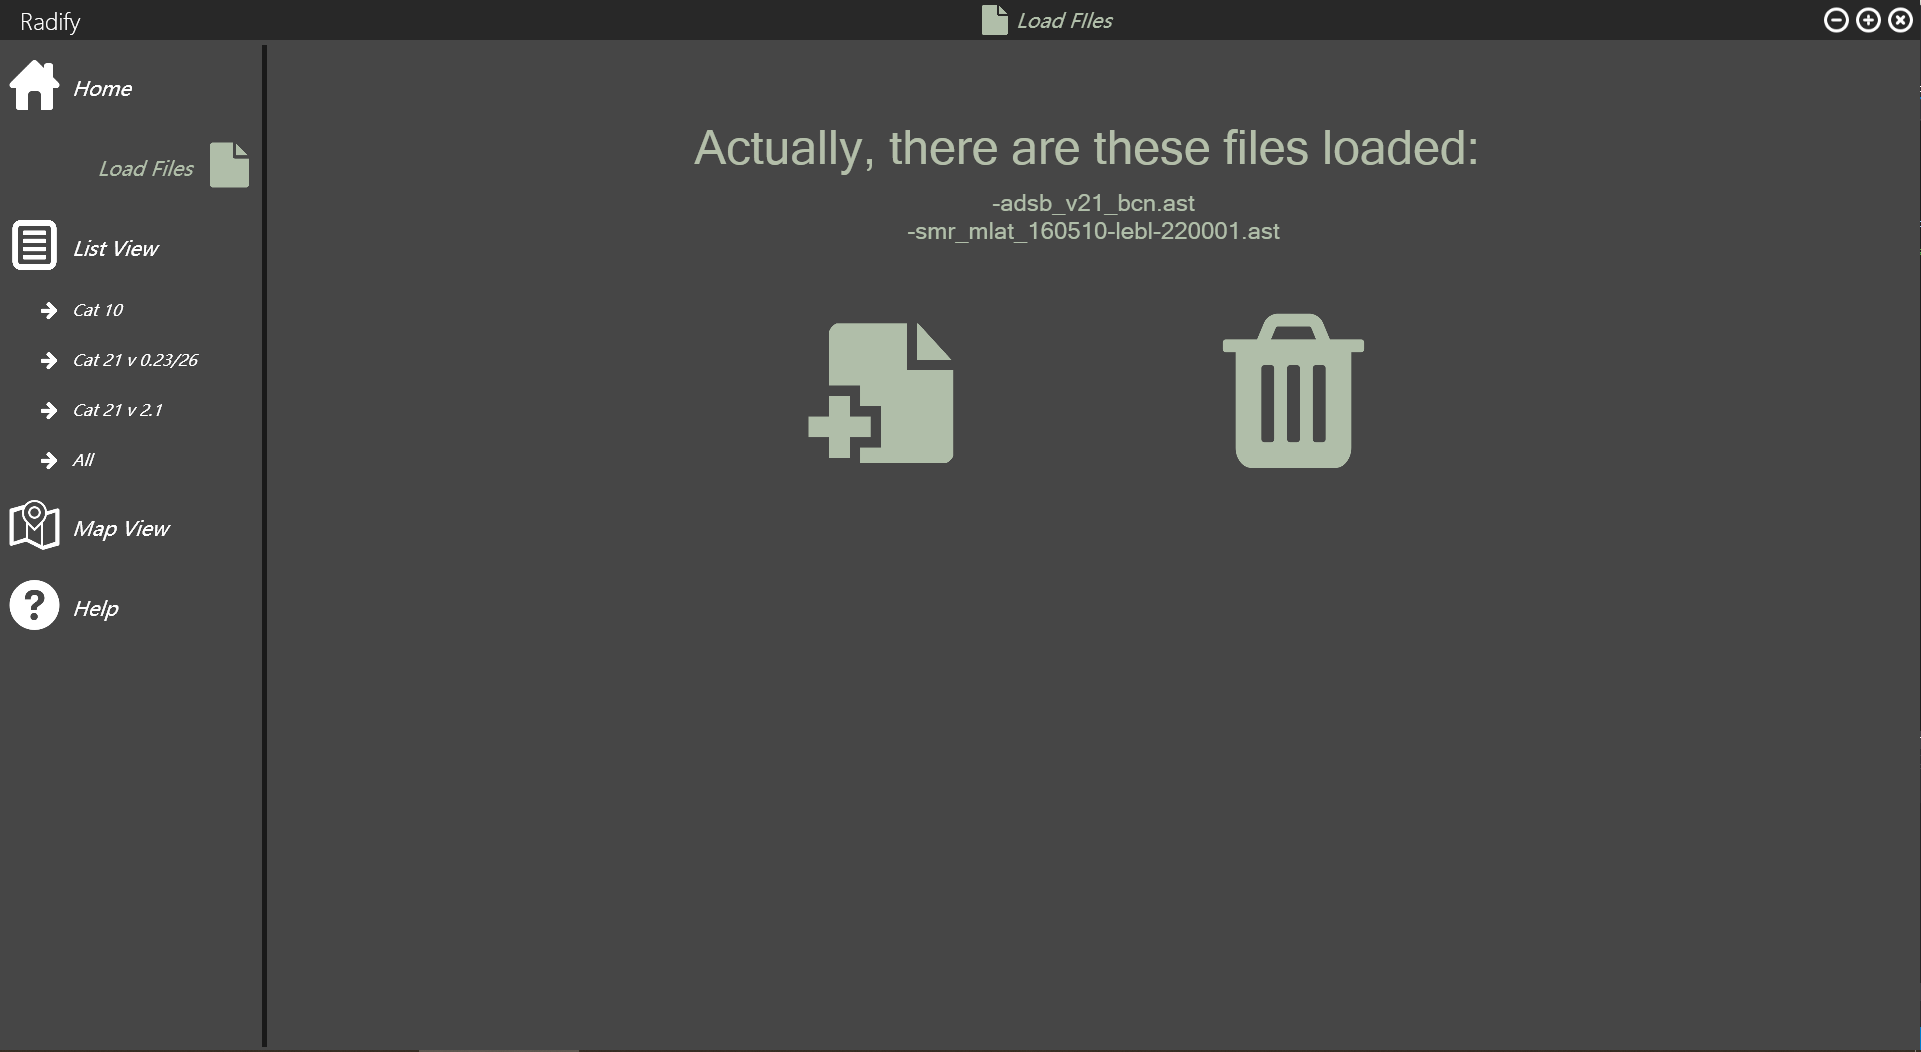 Radify
Load FIles
Home
Load Files
List View
Cat 10
Cat 21 v 0.23/26
Cat 21 v 2.1
All
Map View
Help
Actually, there are these files loaded:
-adsb_v21_bcn.ast
-smr_mlat_160510-lebl-220001.ast